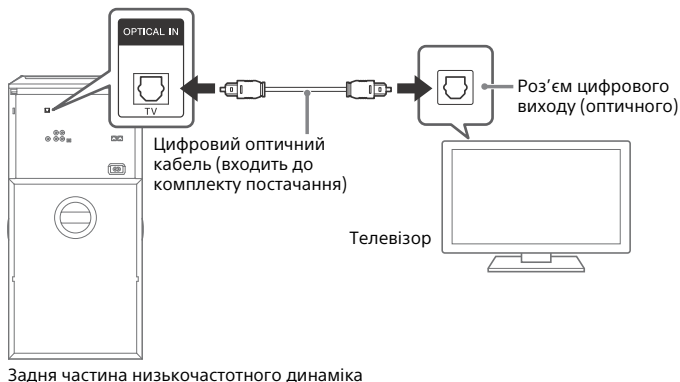 OPTICAL IN
TV
Роз’єм цифрового
виходу (оптичного)
Цифровий оптичний
кабель (входить до
комплекту постачання)
Телевізор
Задня частина низькочастотного динаміка